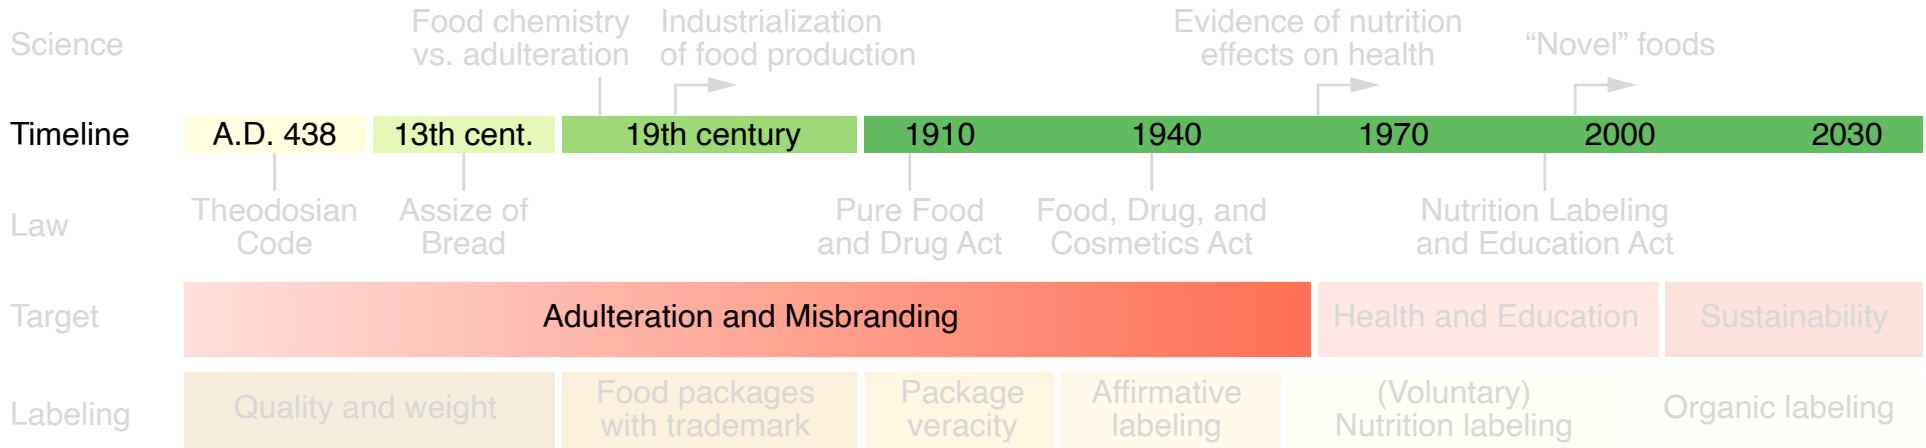 Science
Food chemistry
vs. adulteration
Industrialization
of food production
Evidence of nutrition
effects on health
“Novel” foods
Timeline
A.D. 438
13th cent.
19th century
1910
1940
1970
2000
2030
Law
Theodosian
Code
Assize of
Bread
Pure Food
and Drug Act
Food, Drug, and
Cosmetics Act
Nutrition Labeling
and Education Act
Target
Adulteration and Misbranding
Health and Education
Sustainability
Labeling
Quality and weight
Food packages
with trademark
Package
veracity
Affirmative
labeling
(Voluntary)
Nutrition labeling
Organic labeling